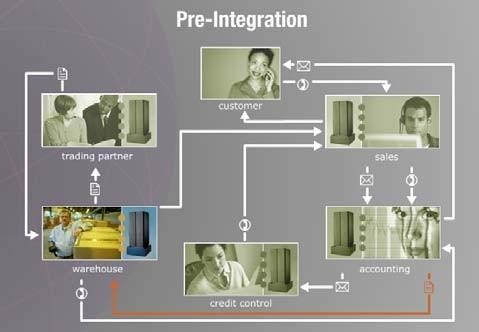 Pre-Integration
customer
trading partner
sales
warehouse
credit control
accounting